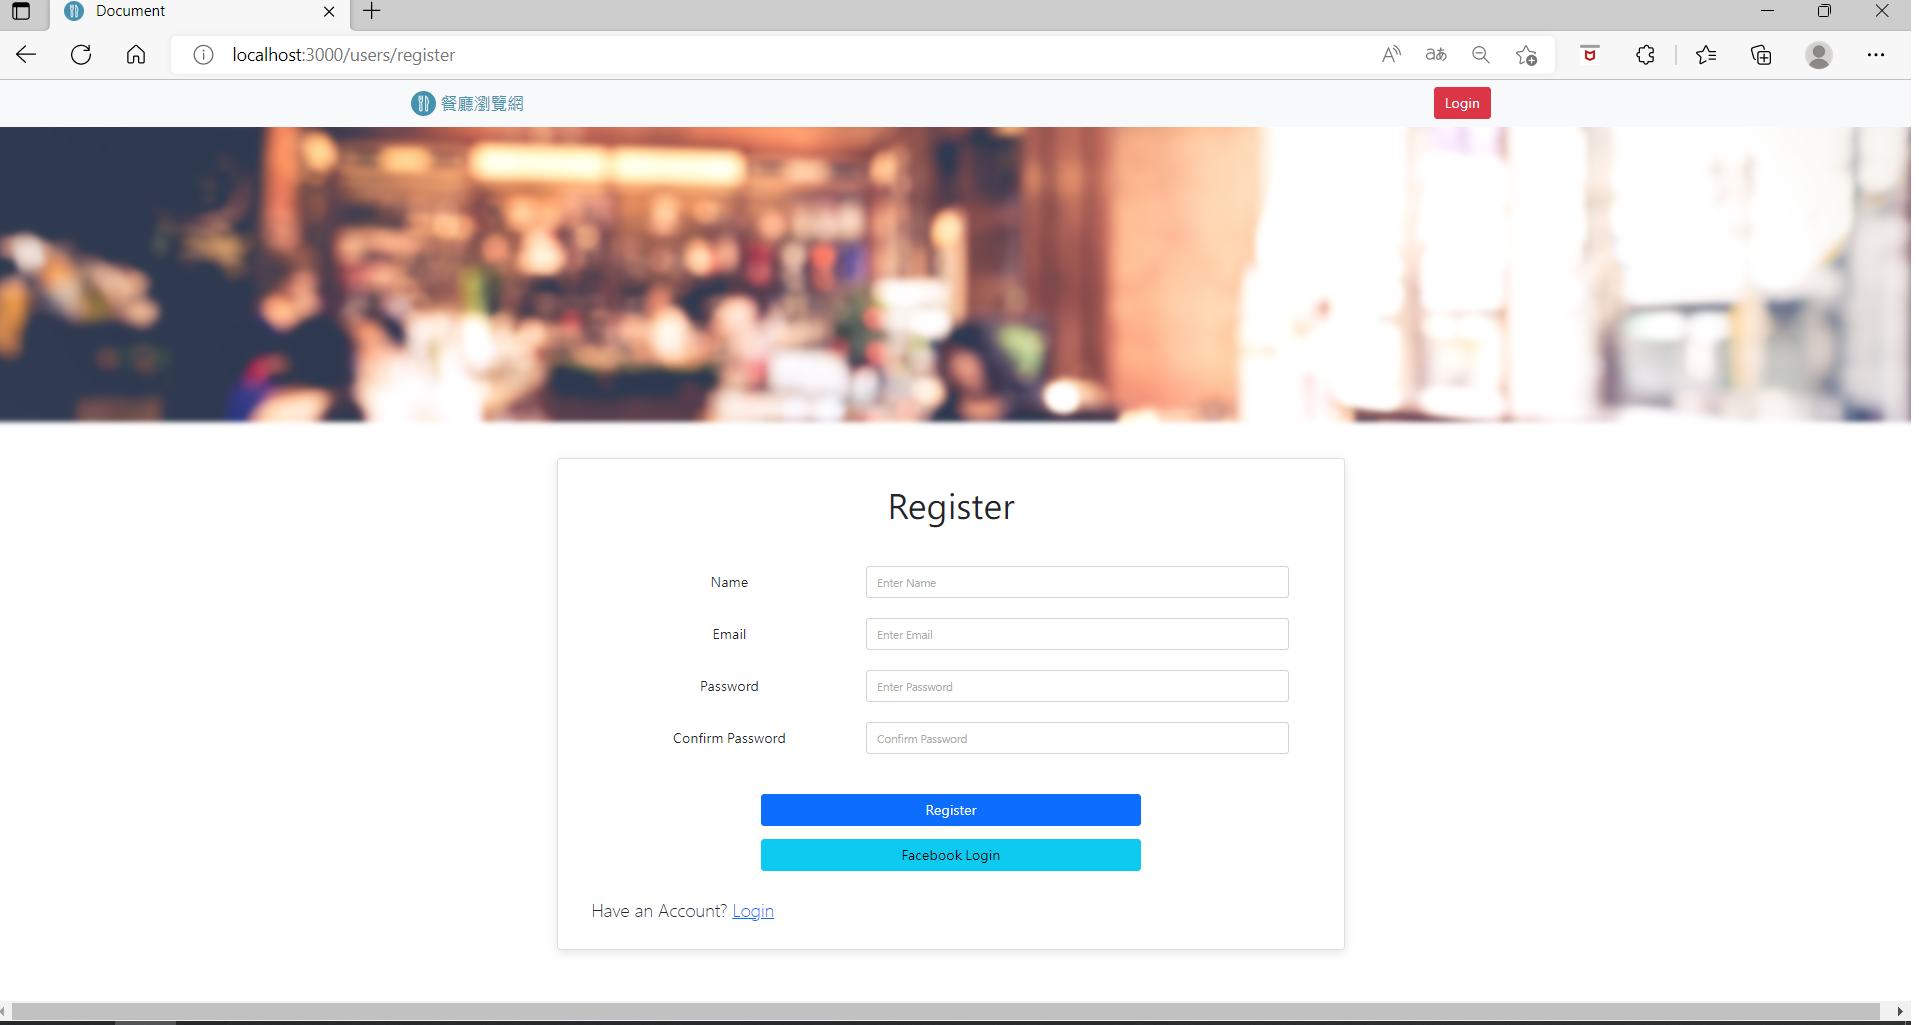 Document
localhost:3000/users/register
餐廳瀏覽網
Login
Register
Name
Enter Name
Email
Enter Email
Password
Enter Password
Confirm Password
Confirm Password
Register
Facebook Login
Have an Account? Login